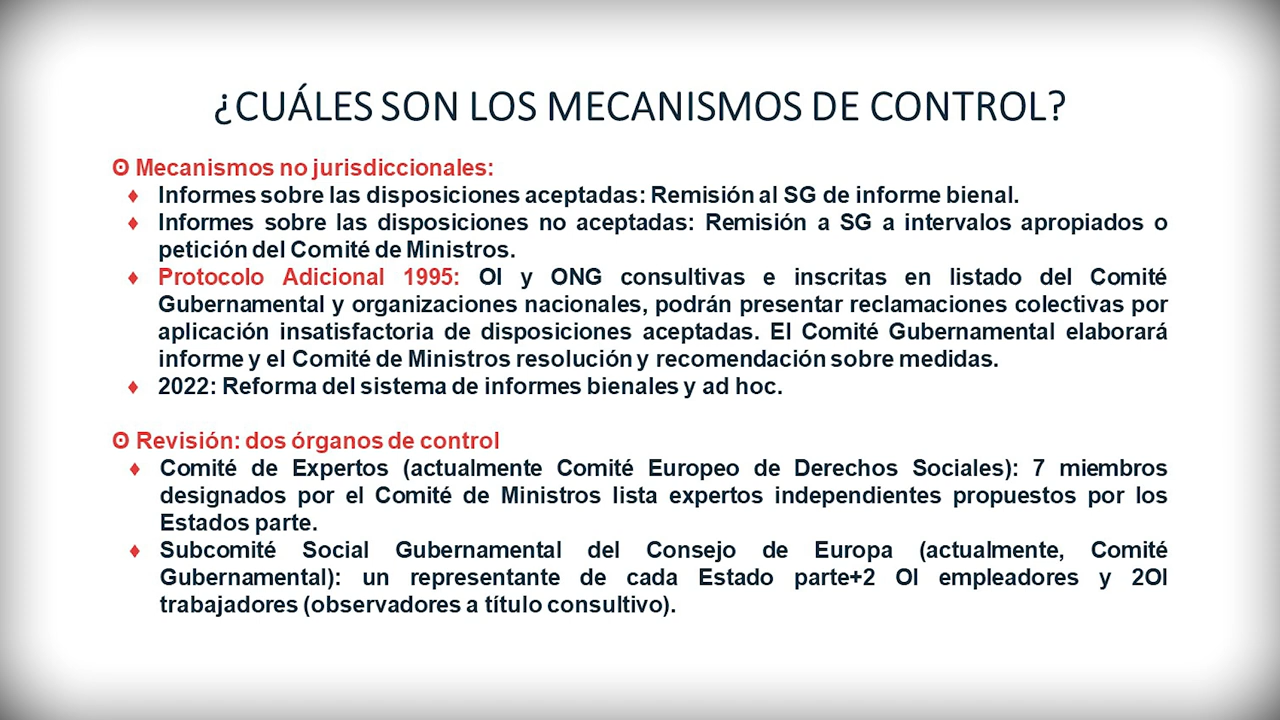 ¿CUÁLES SON LOS MECANISMOS DE CONTROL?
ʘ Mecanismos no jurisdiccionales:
♦ Informes sobre las disposiciones aceptadas: Remisión al SG de informe bienal.
♦ Informes sobre las disposiciones no aceptadas: Remisión a SG a intervalos apropiados o
petición del Comité de Ministros.
♦ Protocolo Adicional 1995: OI y ONG consultivas e inscritas en listado del Comité
Gubernamental y organizaciones nacionales, podrán presentar reclamaciones colectivas por
aplicación insatisfactoria de disposiciones aceptadas. El Comité Gubernamental elaborará
informe y el Comité de Ministros resolución y recomendación sobre medidas.
♦ 2022: Reforma del sistema de informes bienales y ad hoc.
ʘ Revisión: dos órganos de control
♦ Comité de Expertos (actualmente Comité Europeo de Derechos Sociales): 7 miembros
designados por el Comité de Ministros lista expertos independientes propuestos por los
Estados parte.
♦ Subcomité Social Gubernamental del Consejo de Europa (actualmente, Comité
Gubernamental): un representante de cada Estado parte+2 OI empleadores y 2OI
trabajadores (observadores a título consultivo).